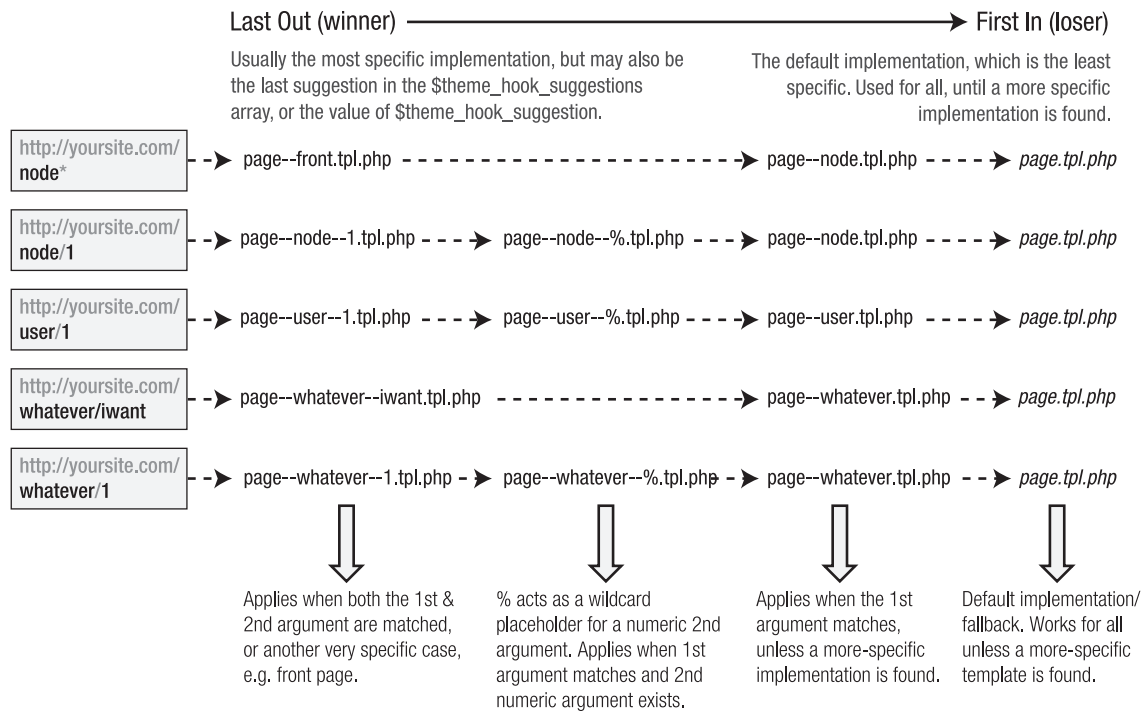 Last Out (winner)
First In (loser)
Usually the most specific implementation, but may also be
the last suggestion in the $theme_hook_suggestions
array, or the value of $theme_hook_suggestion.
The default implementation, which is the least
specific. Used for all, until a more specific
implementation is found.
http://yoursite.com/
node*
page--front.tpl.php
page--node.tpl.php
page.tpl.php
http://yoursite.com/
node/1
page--node--1.tpl.php
page--node--%.tpl.php
page--node.tpl.php
page.tpl.php
http://yoursite.com/
user/1
page--user--1.tpl.php
page--user--%.tpl.php
page--user.tpl.php
page.tpl.php
http://yoursite.com/
whatever/iwant
page--whatever--iwant.tpl.php
page--whatever.tpl.php
page.tpl.php
http://yoursite.com/
whatever/1
page--whatever--1.tpl.php
page--whatever--%.tpl.php
page--whatever.tpl.php
page.tpl.php
Applies when both the 1st &
2nd argument are matched,
or another very specific case,
e.g. front page.
% acts as a wildcard
placeholder for a numeric 2nd
argument. Applies when 1st
argument matches and 2nd
numeric argument exists.
Applies when the 1st
argument matches,
unless a more-specific
implementation is found.
Default implementation/
fallback. Works for all
unless a more-specific
template is found.